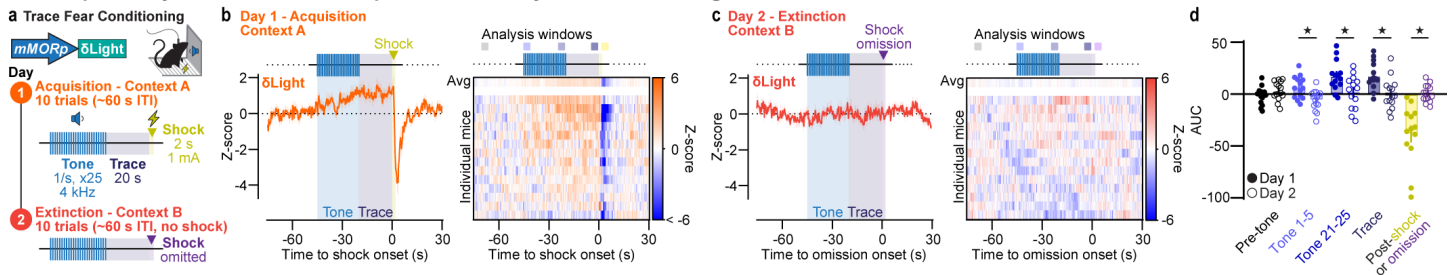 a Trace Fear Conditioning
mMORp δLight
Day
1 Acquisition - Context A
10 trials (~60 s ITI)
Shock
2 s
1 mA
Tone
1/s, x25
4 kHz
Trace
20 s
2 Extinction - Context B
10 trials (~60 s ITI, no shock)
Shock
omitted
b Day 1 - Acquisition
Context A
Shock
δLight
2
0
-2
-4
Z-score
Tone Trace
-60 -30 0 30
Time to shock onset (s)
Analysis windows
Avg
Individual mice
-60 -30 0 30
Time to shock onset (s)
6
0
< -6
Z-score
c Day 2 - Extinction
Context B
Shock
omission
δLight
2
0
-2
-4
Z-score
Tone Trace
-60 -30 0 30
Time to omission onset (s)
Analysis windows
Avg
Individual mice
-60 -30 0 30
Time to omission onset (s)
6
0
-6
Z-score
d
★ ★ ★ ★
50
0
-50
-100
AUC
Day 1
Day 2
Pre-tone
Tone 1-5
Tone 21-25
Trace
Post-shock
or omission